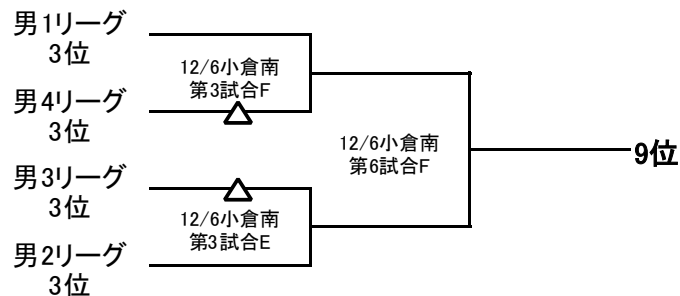 男1リーグ
3位
12/6小倉南
第3試合F
男4リーグ
3位
12/6小倉南
第6試合F
9位
男3リーグ
3位
12/6小倉南
第3試合E
男2リーグ
3位